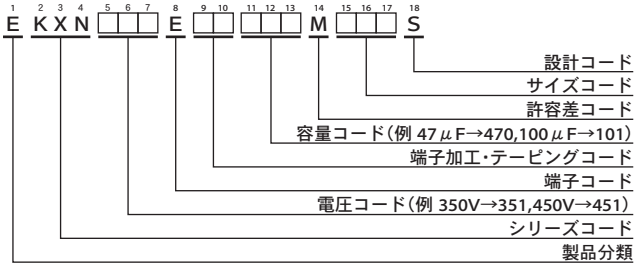 1 2 3 4 5 6 7 8 9 10 11 12 13 14 15 16 17 18
E K X N □□□ E □□ □□□ M □□□ S
設計コード
サイズコード
許容差コード
容量コード(例 47μF→470,100μF→101)
端子加工・テーピングコード
端子コード
電圧コード(例 350V→351,450V→451)
シリーズコード
製品分類